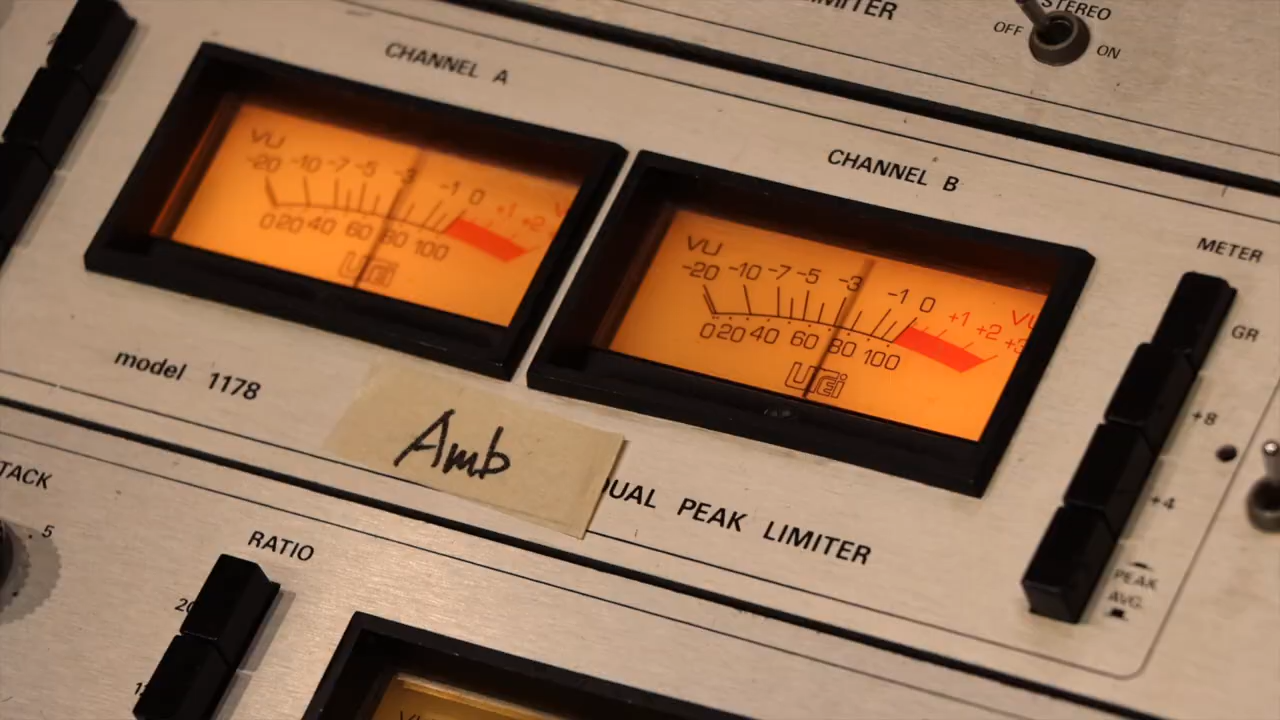 LIMITER
STEREO
OFF
ON
CHANNEL A
VU
-20 -10 -7 -5 -3 -1 0 +1 +2
0 20 40 60 80 100
UREi
CHANNEL B
VU
-20 -10 -7 -5 -3 -1 0 +1 +2 +3
0 20 40 60 80 100
UREi
VU
METER
GR
+8
+4
PEAK
AVG.
model 1178
Amb
DUAL PEAK LIMITER
TACK
5
RATIO
20